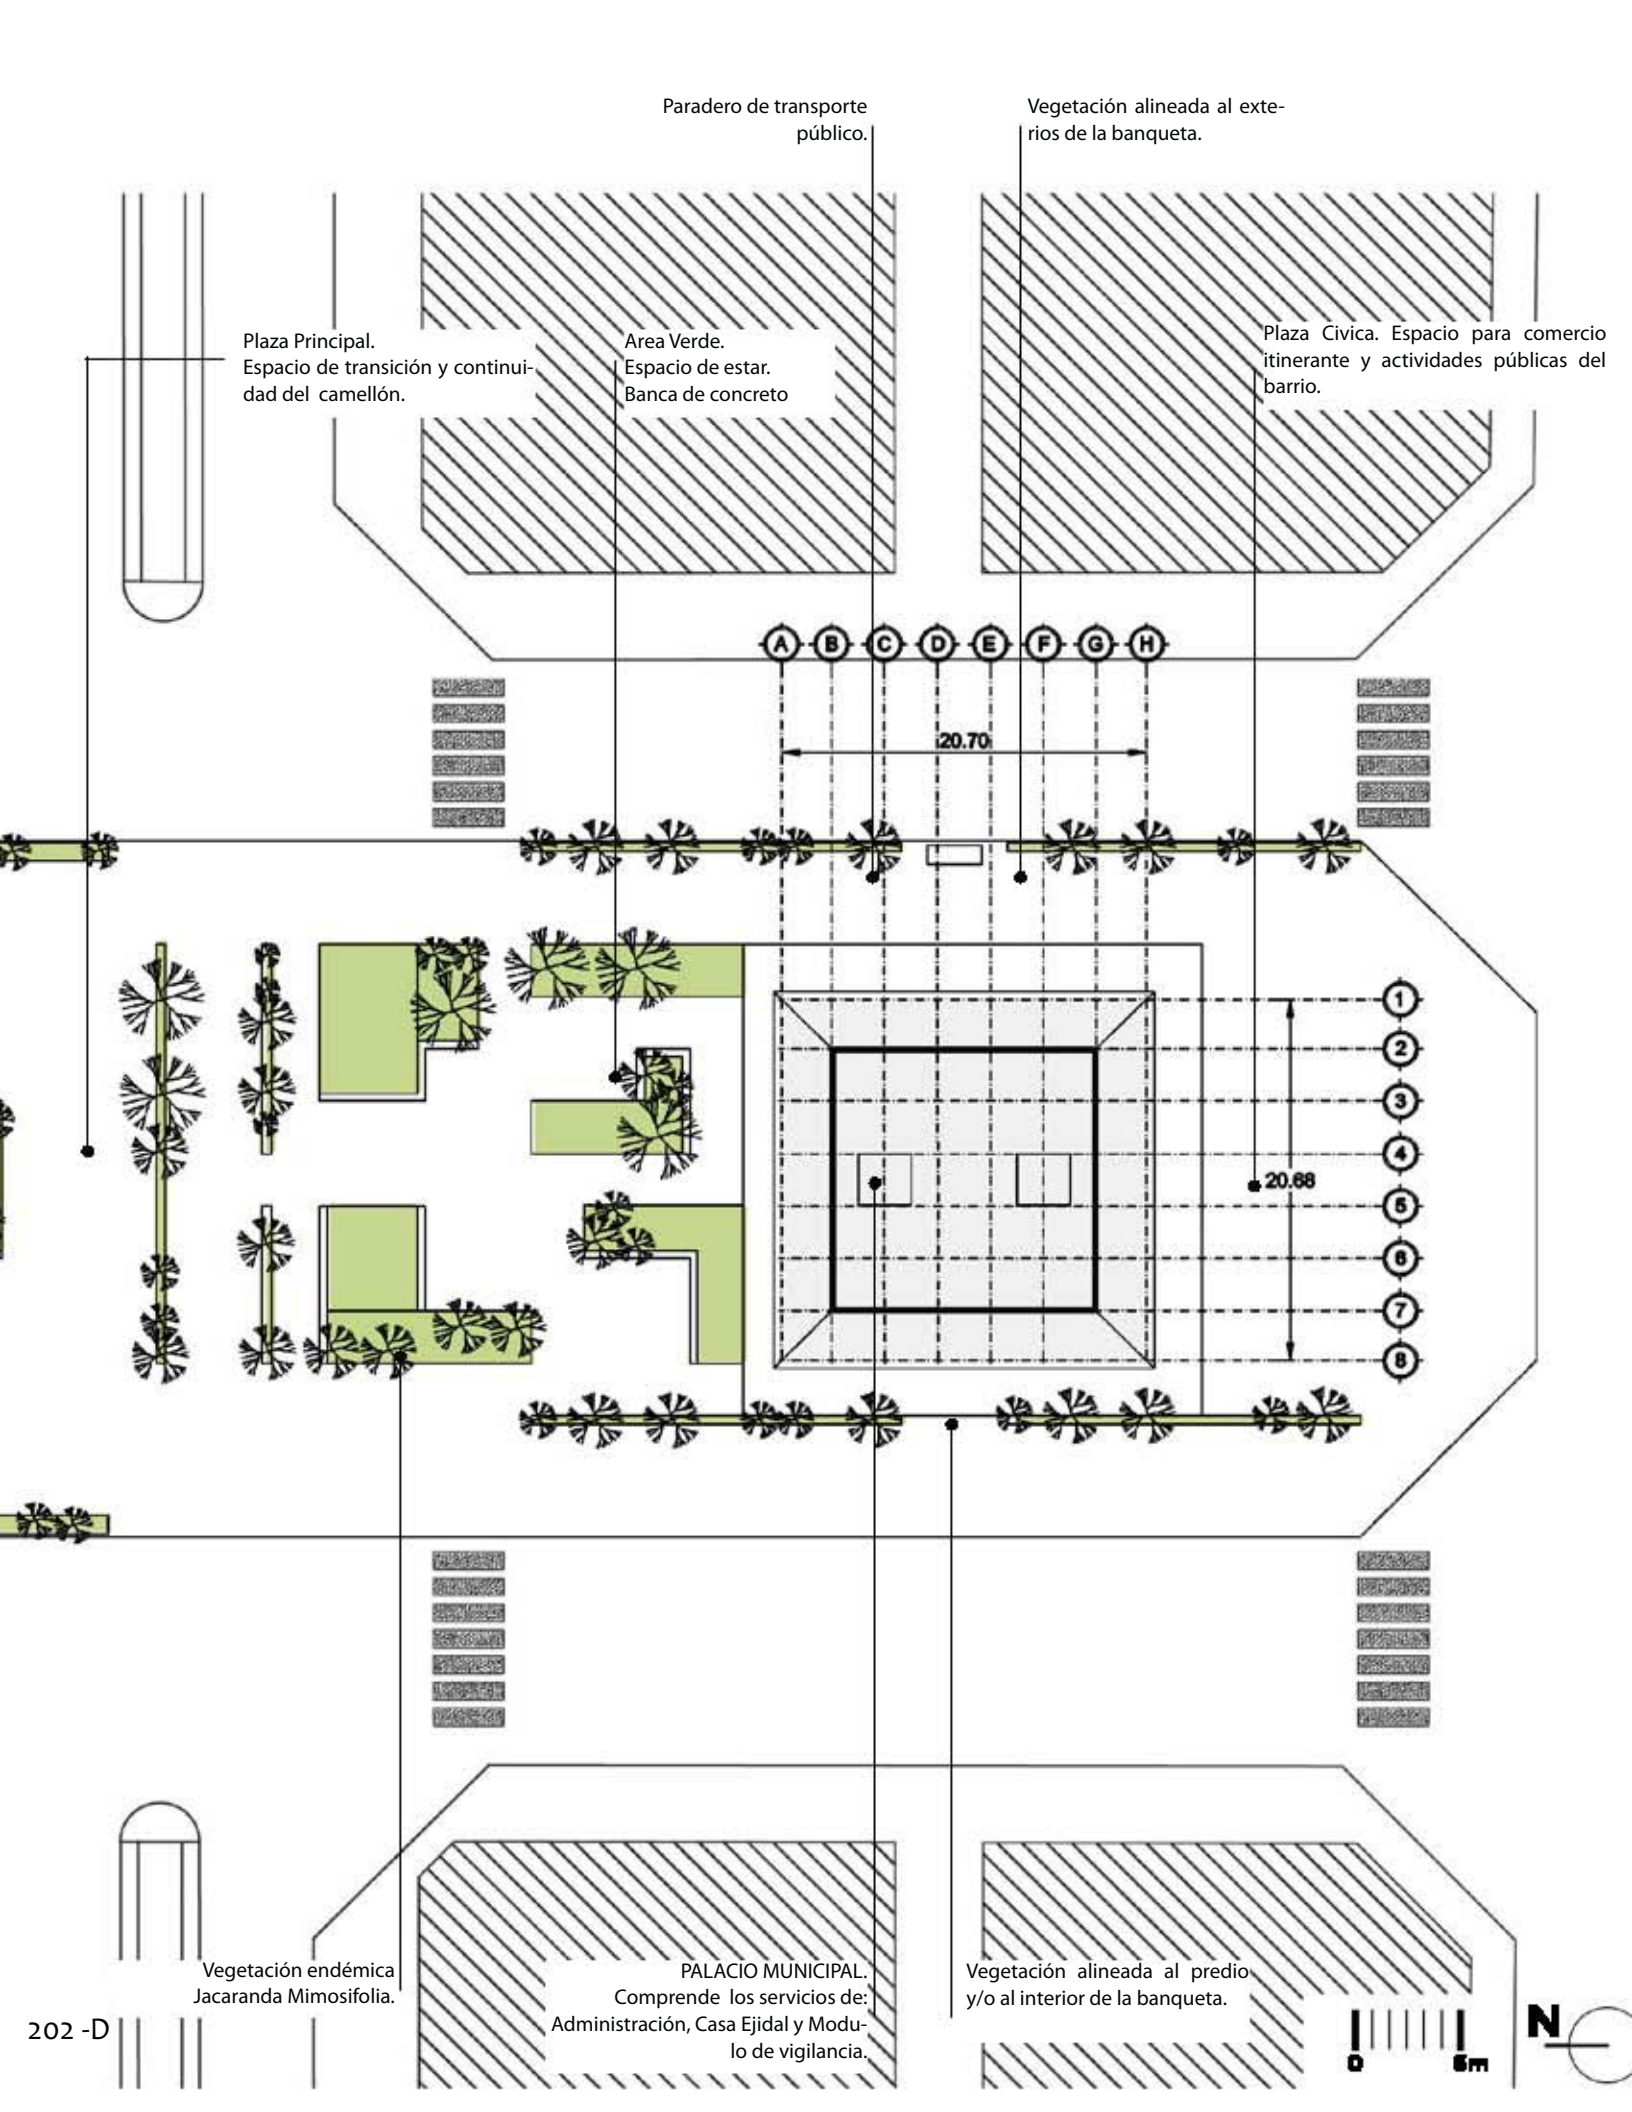 Paradero de transporte
público.
Vegetación alineada al exte-
rios de la banqueta.
Plaza Principal.
Espacio de transición y continui-
dad del camellón.
Area Verde.
Espacio de estar.
Banca de concreto
Plaza Civica. Espacio para comercio
itinerante y actividades públicas del
barrio.
A B C D E F G H
20.70
1
2
3
4
20.68
5
6
7
8
Vegetación endémica
Jacaranda Mimosifolia.
PALACIO MUNICIPAL.
Comprende los servicios de:
Administración, Casa Ejidal y Modu-
lo de vigilancia.
Vegetación alineada al predio
y/o al interior de la banqueta.
202 -D
N
0 5m